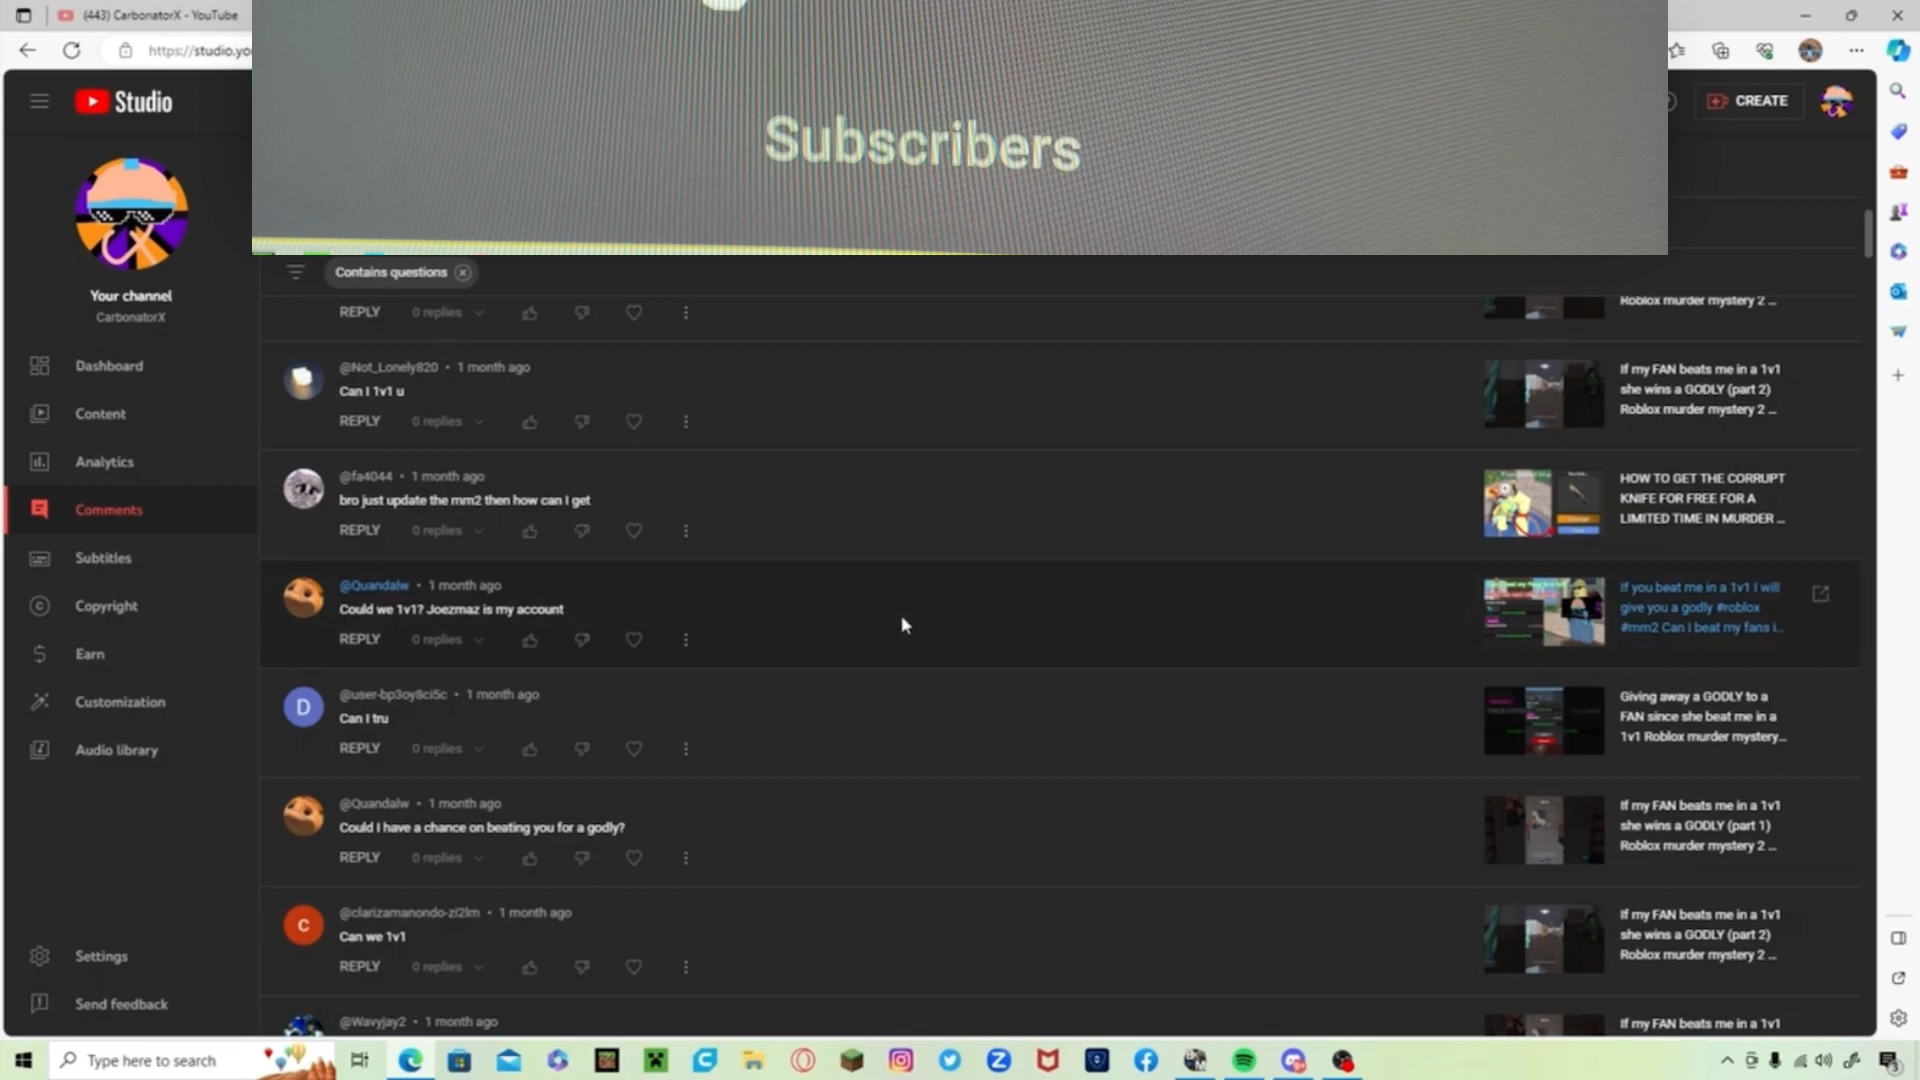 (443) CarbonatorX - YouTube
https://studio.yo
Subscribers
Studio
CREATE
Your channel
CarbonatorX
Dashboard
Content
Analytics
Comments
Subtitles
Copyright
Earn
Customization
Audio library
Settings
Send feedback
Contains questions
REPLY 0 replies
Roblox murder mystery 2 ...
@Not_Lonely820 • 1 month ago
Can I 1v1 u
REPLY 0 replies
If my FAN beats me in a 1v1
she wins a GODLY (part 2)
Roblox murder mystery 2 ...
@fa4044 • 1 month ago
bro just update the mm2 then how can I get
REPLY 0 replies
HOW TO GET THE CORRUPT
KNIFE FOR FREE FOR A
LIMITED TIME IN MURDER ...
@Quandalw • 1 month ago
Could we 1v1? Joezmaz is my account
REPLY 0 replies
If you beat me in a 1v1 I will
give you a godly #roblox
#mm2 Can I beat my fans i...
D
@user-bp3oy8ci5c • 1 month ago
Can I tru
REPLY 0 replies
Giving away a GODLY to a
FAN since she beat me in a
1v1 Roblox murder mystery...
@Quandalw • 1 month ago
Could I have a chance on beating you for a godly?
REPLY 0 replies
If my FAN beats me in a 1v1
she wins a GODLY (part 1)
Roblox murder mystery 2 ...
C
@clarizamanondo-zi2lm • 1 month ago
Can we 1v1
REPLY 0 replies
If my FAN beats me in a 1v1
she wins a GODLY (part 2)
Roblox murder mystery 2 ...
@Wavyjay2 • 1 month ago
If my FAN beats me in a 1v1
Type here to search